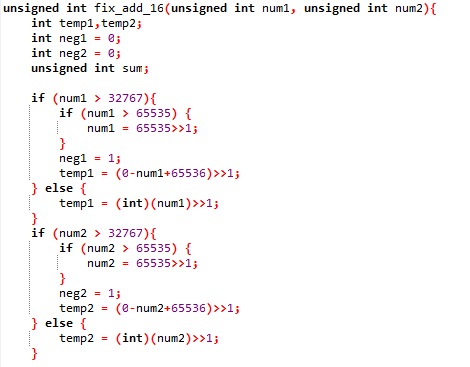 unsigned int fix_add_16(unsigned int num1, unsigned int num2){
    int temp1,temp2;
    int neg1 = 0;
    int neg2 = 0;
    unsigned int sum;

    if (num1 > 32767){
        if (num1 > 65535) {
            num1 = 65535>>1;
        }
        neg1 = 1;
        temp1 = (0-num1+65536)>>1;
    } else {
        temp1 = (int)(num1)>>1;
    }
    if (num2 > 32767){
        if (num2 > 65535) {
            num2 = 65535>>1;
        }
        neg2 = 1;
        temp2 = (0-num2+65536)>>1;
    } else {
        temp2 = (int)(num2)>>1;
    }